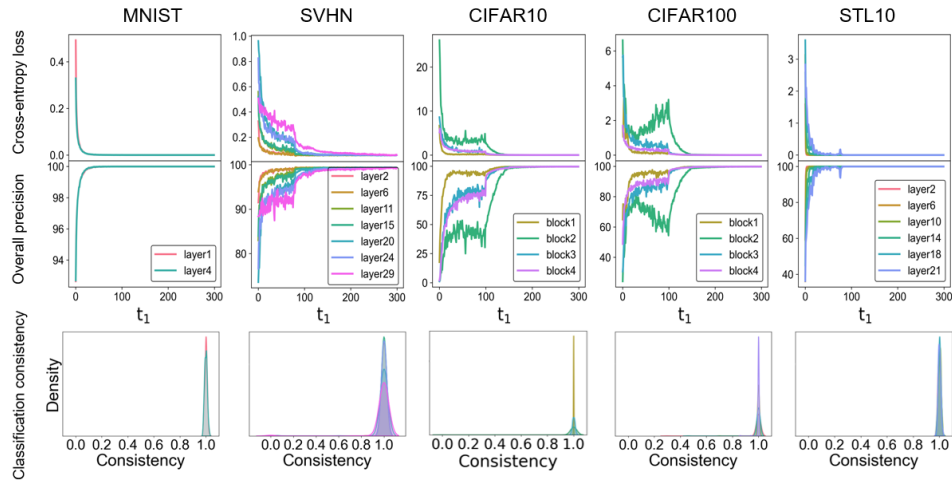 MNIST SVHN CIFAR10 CIFAR100 STL10
Cross-entropy loss
0.4
0.2
0.0
1.0
0.8
0.6
0.4
0.2
0.0
20
10
0
6
4
2
0
3
2
1
0
Overall precision
100
98
96
94
layer1
layer4
0 100 200 300
t1
100
90
80
layer2
layer6
layer11
layer15
layer20
layer24
layer29
0 100 200 300
t1
100
75
50
25
0
block1
block2
block3
block4
0 100 200 300
t1
100
80
60
40
block1
block2
block3
block4
0 100 200 300
t1
100
80
60
40
layer2
layer6
layer10
layer14
layer18
layer21
0 100 200 300
t1
Classification consistency
Density
0.0 0.2 0.4 0.6 0.8 1.0
Consistency
0.0 0.2 0.4 0.6 0.8 1.0
Consistency
0.0 0.2 0.4 0.6 0.8 1.0
Consistency
0.0 0.2 0.4 0.6 0.8 1.0
Consistency
0.0 0.2 0.4 0.6 0.8 1.0
Consistency